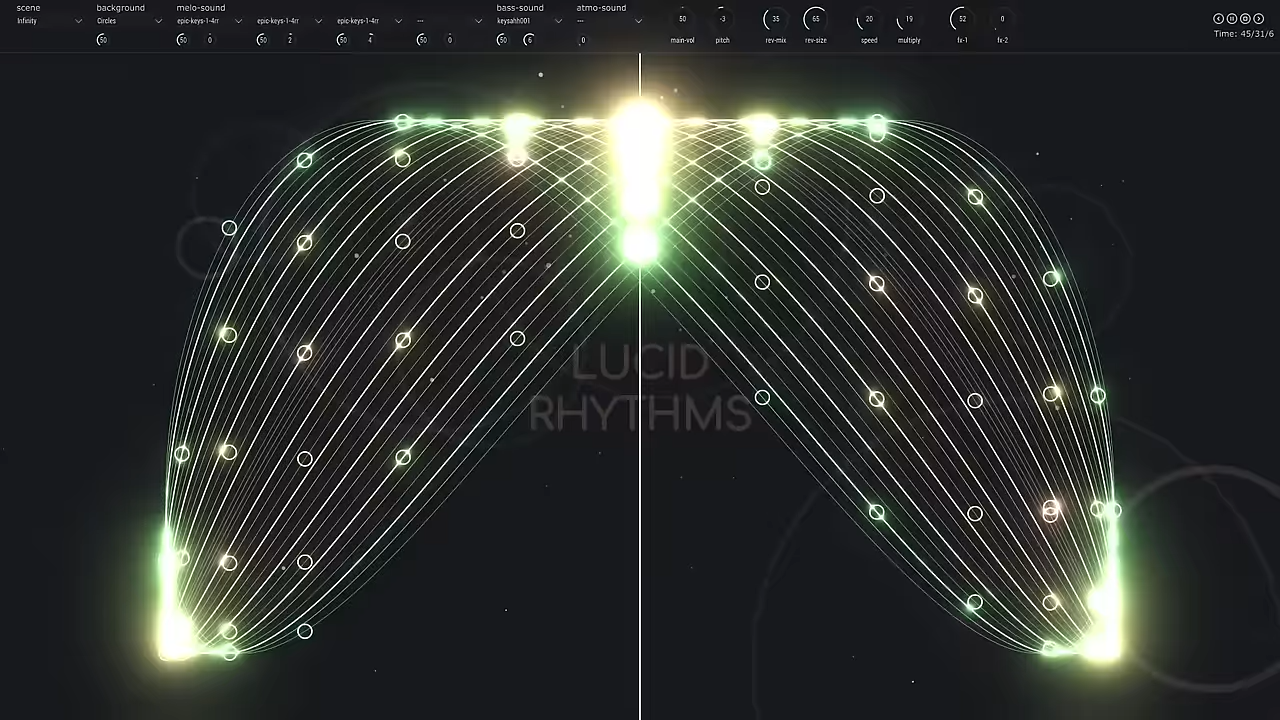 scene
background
melo-sound
bass-sound
atmo-sound
Infinity
Circles
epic-keys-1-4rr
epic-keys-1-4rr
epic-keys-1-4rr
---
keysahh01
---
50
50
0
50
2
50
4
50
0
50
6
0
50
-3
35
65
20
19
52
0
main-vol
pitch
rev-mix
rev-size
speed
multiply
fx-1
fx-2
Time: 45/31/6
LUCID
RHYTHMS